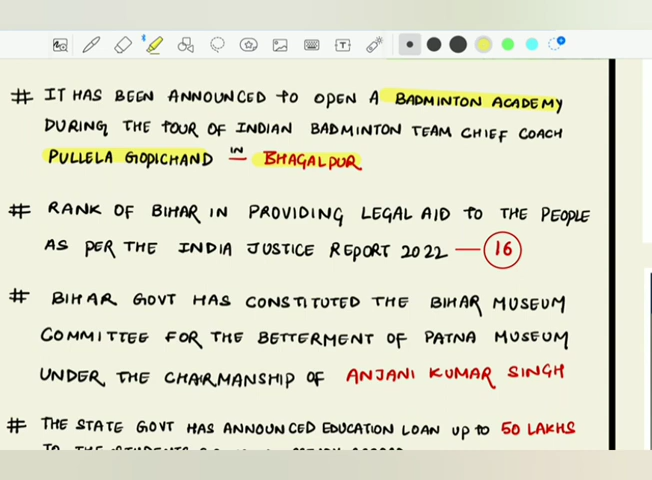 # IT HAS BEEN ANNOUNCED TO OPEN A BADMINTON ACADEMY
DURING THE TOUR OF INDIAN BADMINTON TEAM CHIEF COACH
PULLELA GOPICHAND IN BHAGALPUR
# RANK OF BIHAR IN PROVIDING LEGAL AID TO THE PEOPLE
AS PER THE INDIA JUSTICE REPORT 2022 — 16
# BIHAR GOVT HAS CONSTITUTED THE BIHAR MUSEUM
COMMITTEE FOR THE BETTERMENT OF PATNA MUSEUM
UNDER THE CHAIRMANSHIP OF ANJANI KUMAR SINGH
# THE STATE GOVT HAS ANNOUNCED EDUCATION LOAN UP TO 50 LAKHS
TO THE STUDENTS